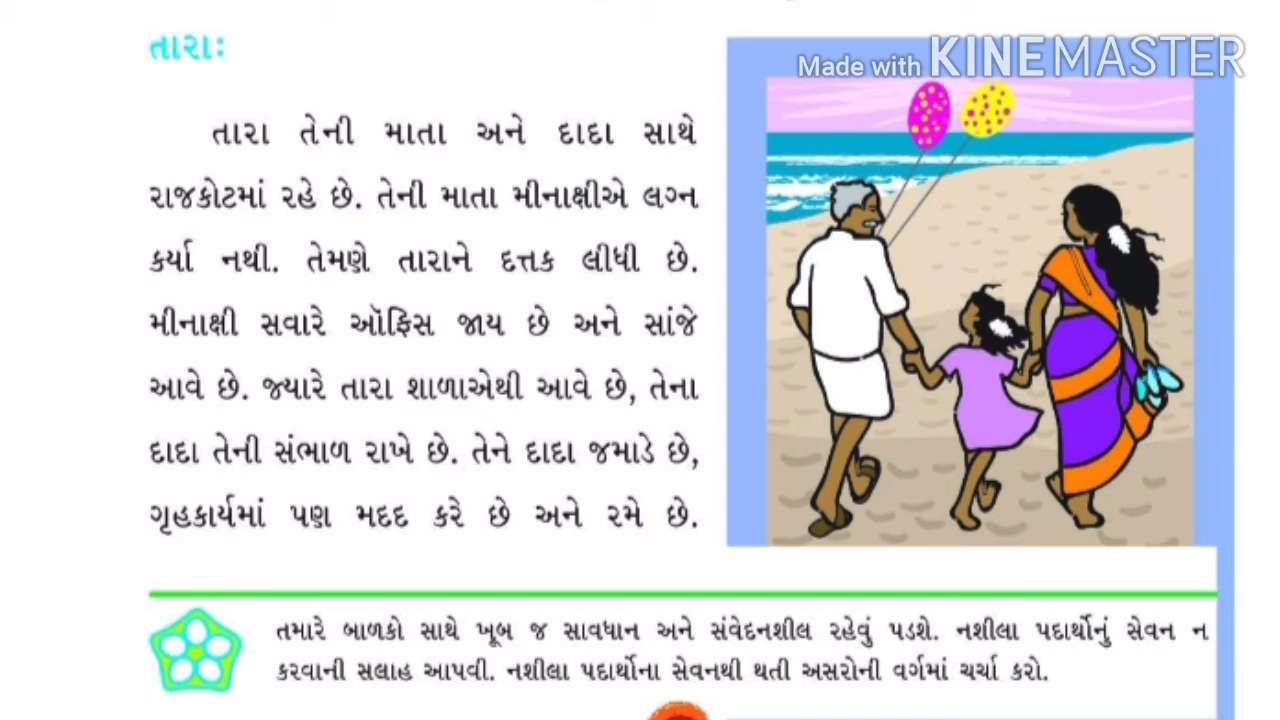 તારાઃ
Made with KINEMASTER
તારા તેની માતા અને દાદા સાથે
રાજકોટમાં રહે છે. તેની માતા મીનાક્ષીએ લગ્ન
કર્યા નથી. તેમણે તારાને દત્તક લીધી છે.
મીનાક્ષી સવારે ઑફિસ જાય છે અને સાંજે
આવે છે. જ્યારે તારા શાળાએથી આવે છે, તેના
દાદા તેની સંભાળ રાખે છે. તેને દાદા જમાડે છે,
ગૃહકાર્યમાં પણ મદદ કરે છે અને રમે છે.
તમારે બાળકો સાથે ખૂબ જ સાવધાન અને સંવેદનશીલ રહેવું પડશે. નશીલા પદાર્થોનું સેવન ન
કરવાની સલાહ આપવી. નશીલા પદાર્થોના સેવનથી થતી અસરોની વર્ગમાં ચર્ચા કરો.